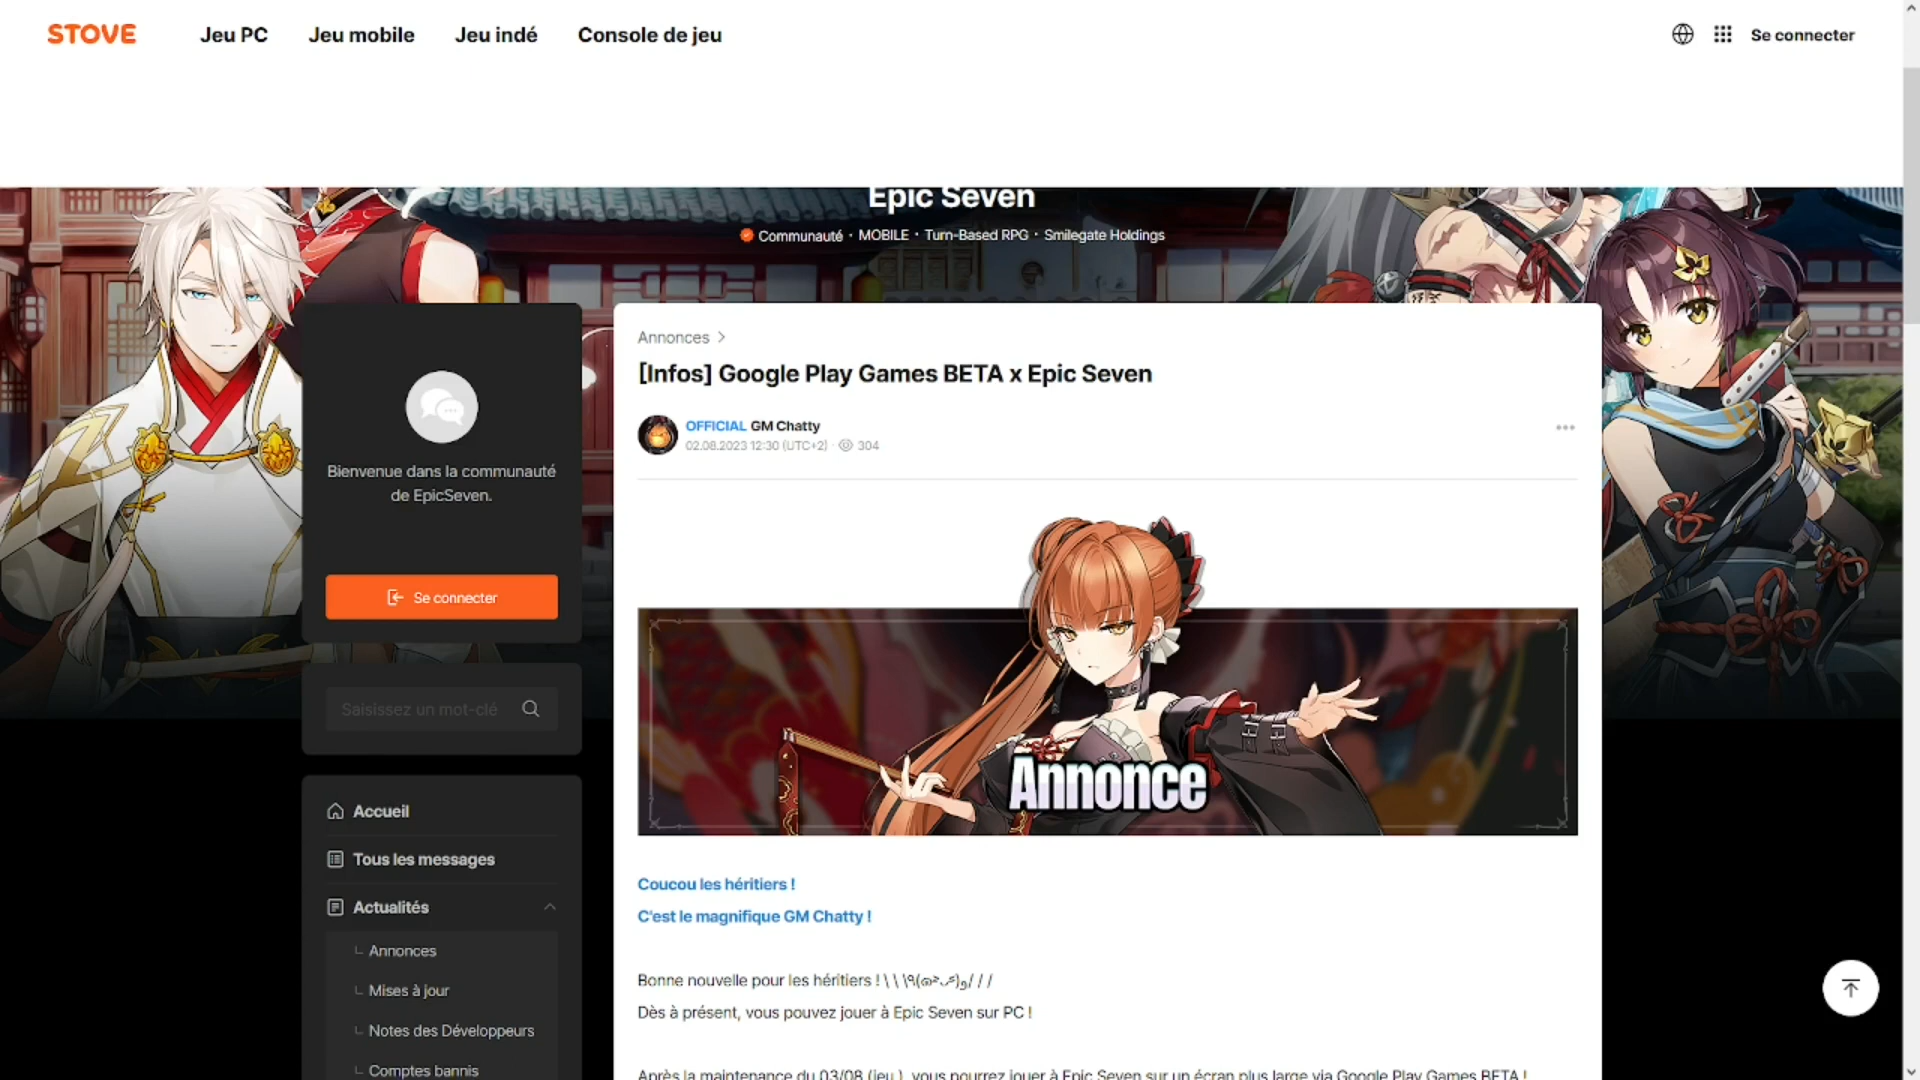 STOVE
Jeu PC
Jeu mobile
Jeu indé
Console de jeu
Se connecter
Epic Seven
Communauté · MOBILE · Turn-Based RPG · Smilegate Holdings
Bienvenue dans la communauté
de EpicSeven.
Se connecter
Saisissez un mot-clé
Accueil
Tous les messages
Actualités
Annonces
Mises à jour
Notes des Développeurs
Comptes bannis
Annonces >
[Infos] Google Play Games BETA x Epic Seven
OFFICIAL GM Chatty
02.08.2023 12:30 (UTC+2) · 304
Annonce
Coucou les héritiers !
C'est le magnifique GM Chatty !
Bonne nouvelle pour les héritiers !
Dès à présent, vous pouvez jouer à Epic Seven sur PC !
Après la maintenance du 03/08 (jeu.), vous pourrez jouer à Epic Seven sur un écran plus large via Google Play Games BETA !